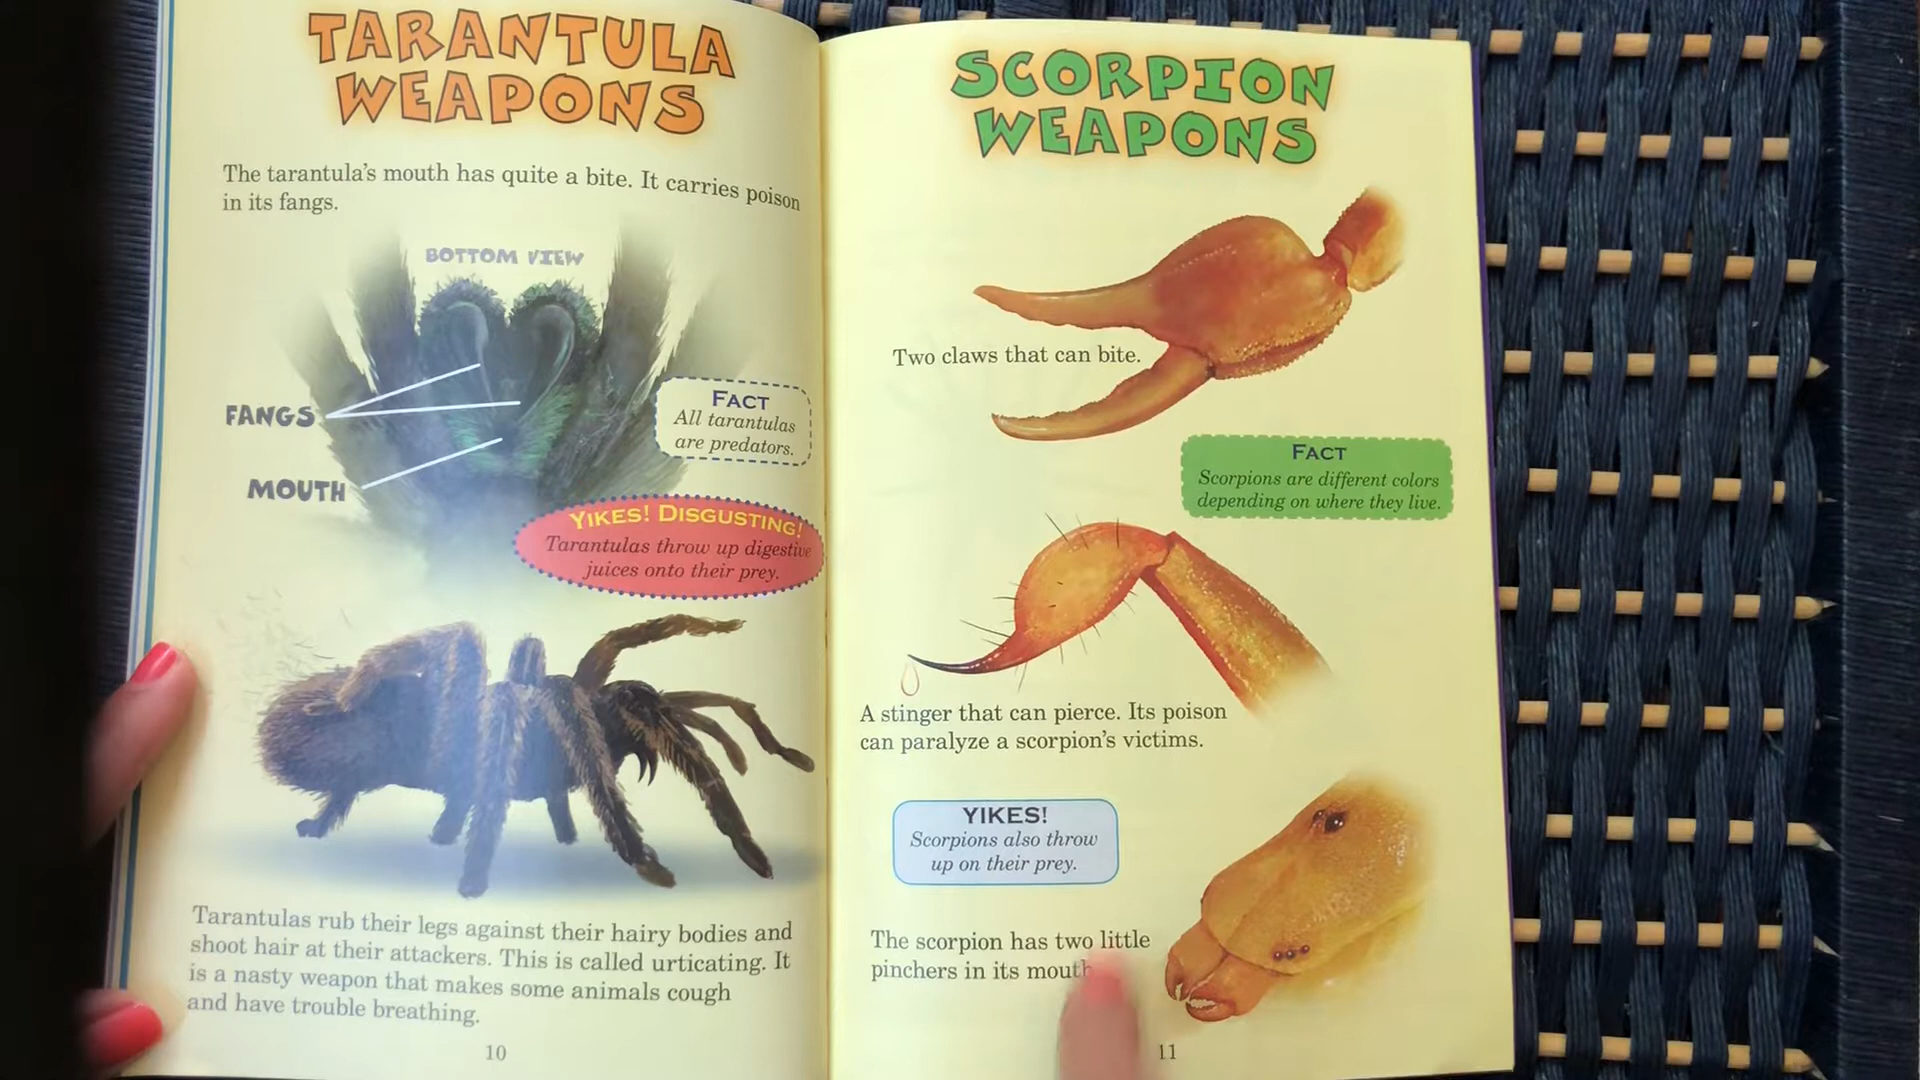 TARANTULA
WEAPONS
The tarantula's mouth has quite a bite. It carries poison
in its fangs.
BOTTOM VIEW
FANGS
MOUTH
FACT
All tarantulas
are predators.
YIKES! DISGUSTING!
Tarantulas throw up digestive
juices onto their prey.
Tarantulas rub their legs against their hairy bodies and
shoot hair at their attackers. This is called urticating. It
is a nasty weapon that makes some animals cough
and have trouble breathing.
10
SCORPION
WEAPONS
Two claws that can bite.
FACT
Scorpions are different colors
depending on where they live.
A stinger that can pierce. Its poison
can paralyze a scorpion's victims.
YIKES!
Scorpions also throw
up on their prey.
The scorpion has two little
pinchers in its mouth
11